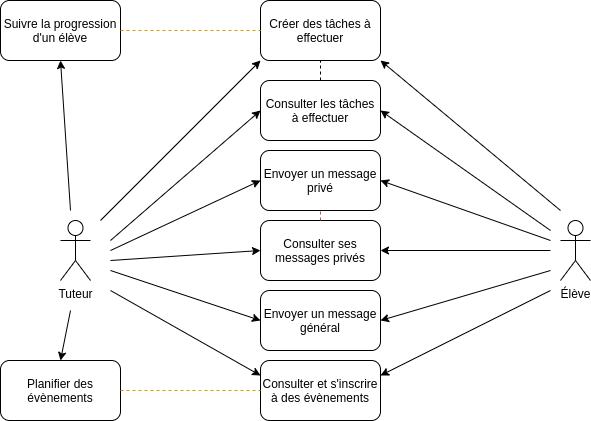 Suivre la progression
d'un élève
Créer des tâches à
effectuer
Consulter les tâches
à effectuer
Envoyer un message
privé
Consulter ses
messages privés
Tuteur
Élève
Envoyer un message
général
Planifier des
évènements
Consulter et s'inscrire
à des évènements